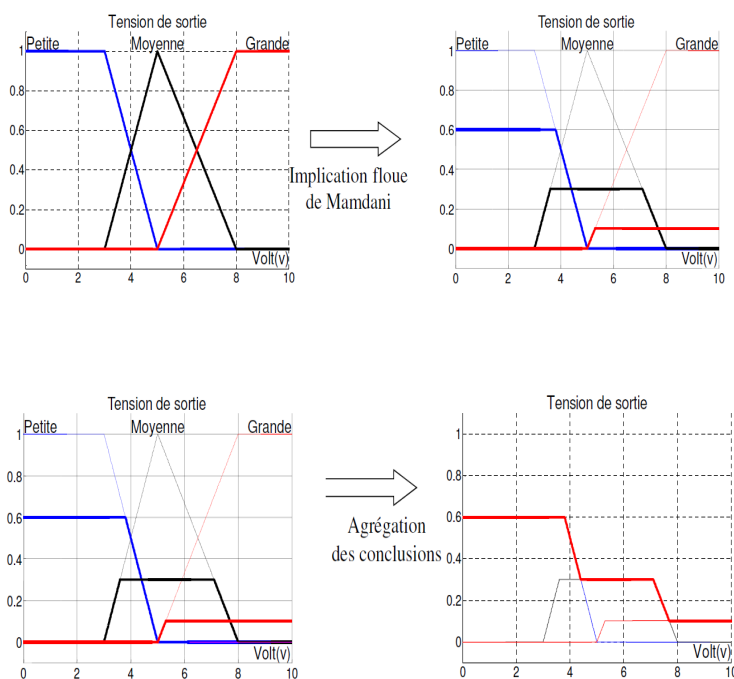 Tension de sortie
Petite Moyenne Grande
1
0.8
0.6
0.4
0.2
0
0 2 4 6 8 10
Volt(v)
Implication floue
de Mamdani
Tension de sortie
Petite Moyenne Grande
1
0.8
0.6
0.4
0.2
0
0 2 4 6 8 10
Volt(v)
Tension de sortie
Petite Moyenne Grande
1
0.8
0.6
0.4
0.2
0
0 2 4 6 8 10
Volt(v)
Agrégation
des conclusions
Tension de sortie
1
0.8
0.6
0.4
0.2
0
0 2 4 6 8 10
Volt(v)